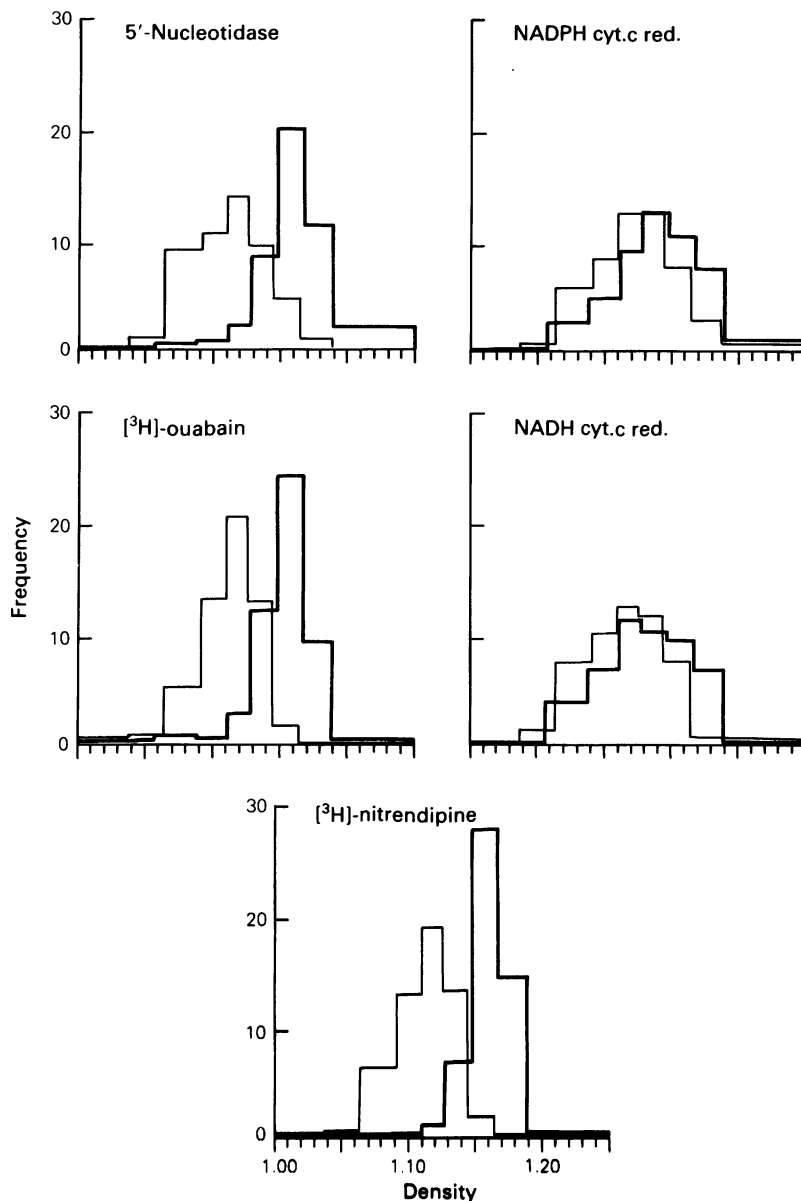 5′-Nucleotidase
NADPH cyt.c red.
30
20
10
0
[³H]-ouabain
NADH cyt.c red.
30
20
10
0
Frequency
[³H]-nitrendipine
30
20
10
0
1.00
1.10
1.20
Density